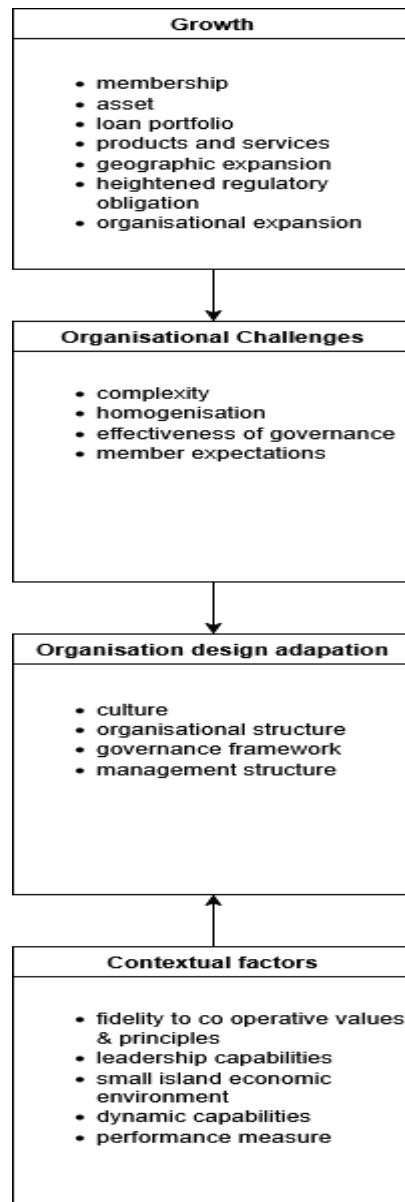 Growth
• membership
• asset
• loan portfolio
• products and services
• geographic expansion
• heightened regulatory
obligation
• organisational expansion
Organisational Challenges
• complexity
• homogenisation
• effectiveness of governance
• member expectations
Organisation design adapation
• culture
• organisational structure
• governance framework
• management structure
Contextual factors
• fidelity to co operative values
& principles
• leadership capabilities
• small island economic
environment
• dynamic capabilities
• performance measure